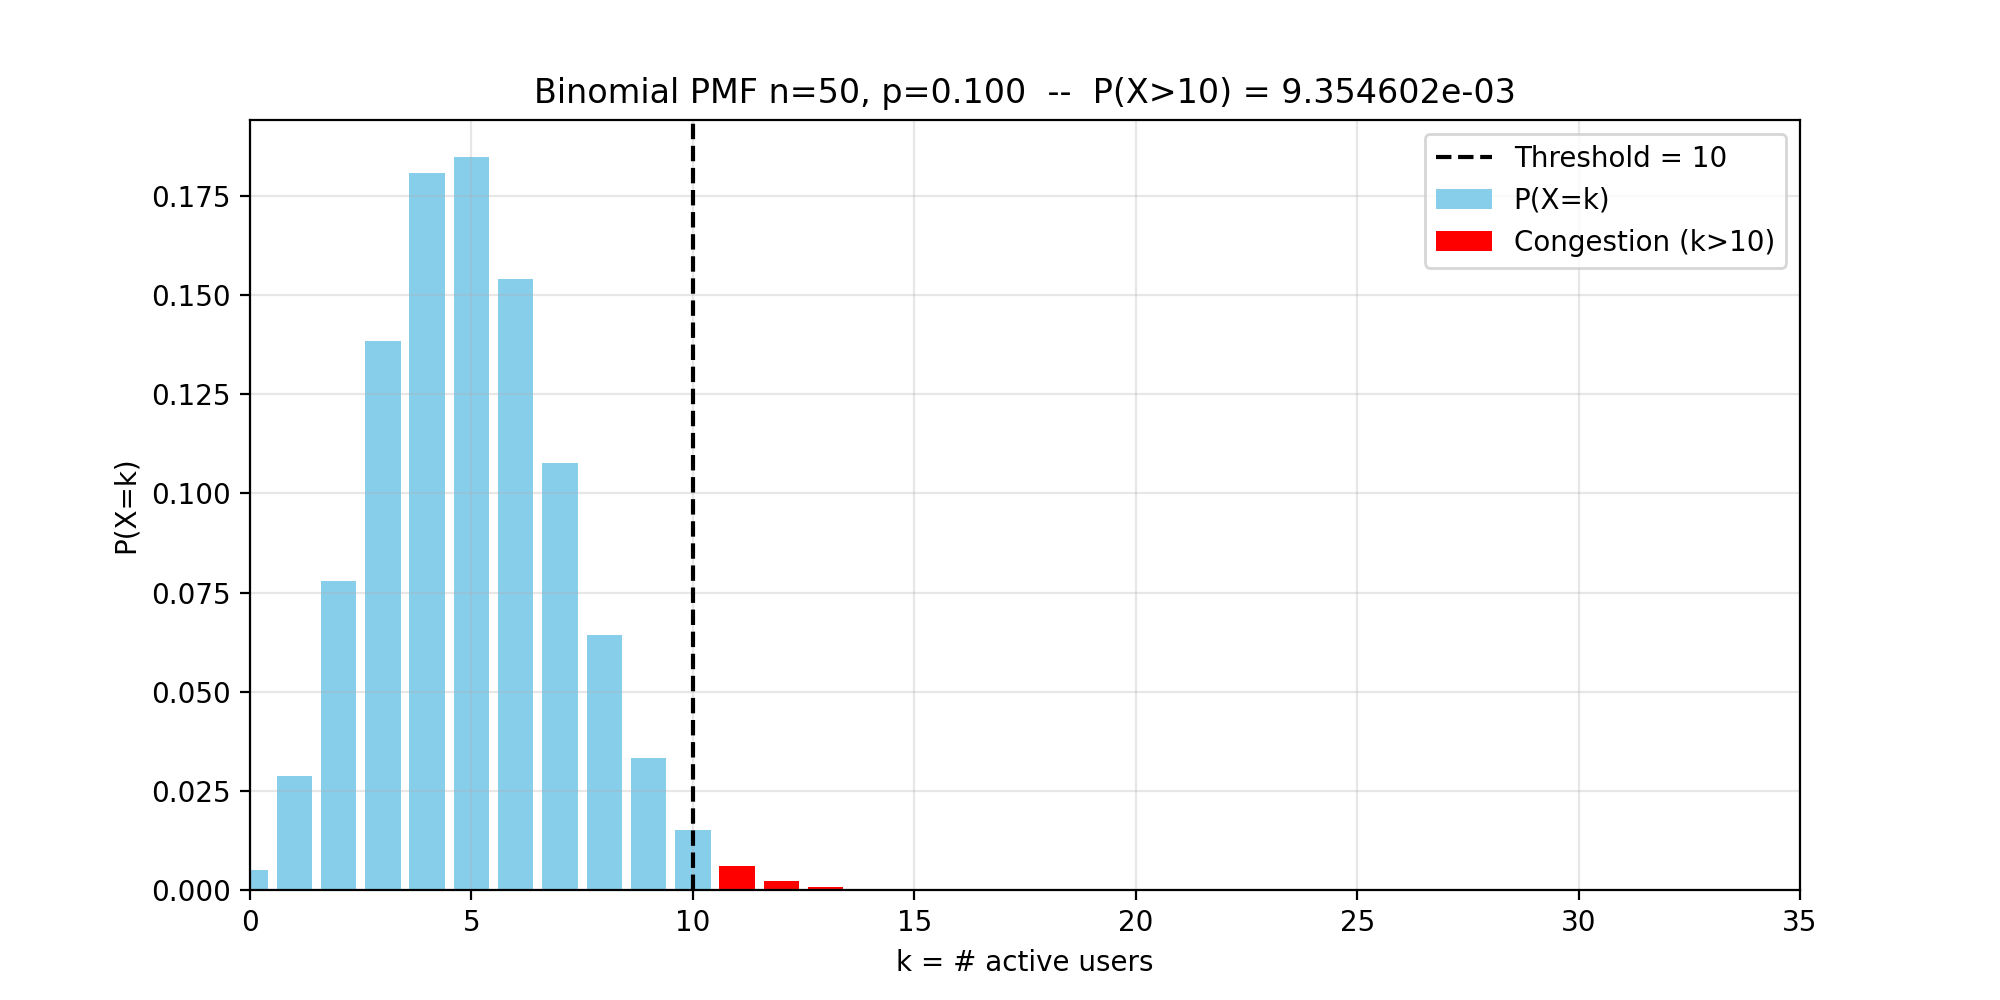 Binomial PMF n=50, p=0.100 -- P(X>10) = 9.354602e-03
Threshold = 10
P(X=k)
Congestion (k>10)
P(X=k)
0.175
0.150
0.125
0.100
0.075
0.050
0.025
0.000
0 5 10 15 20 25 30 35
k = # active users